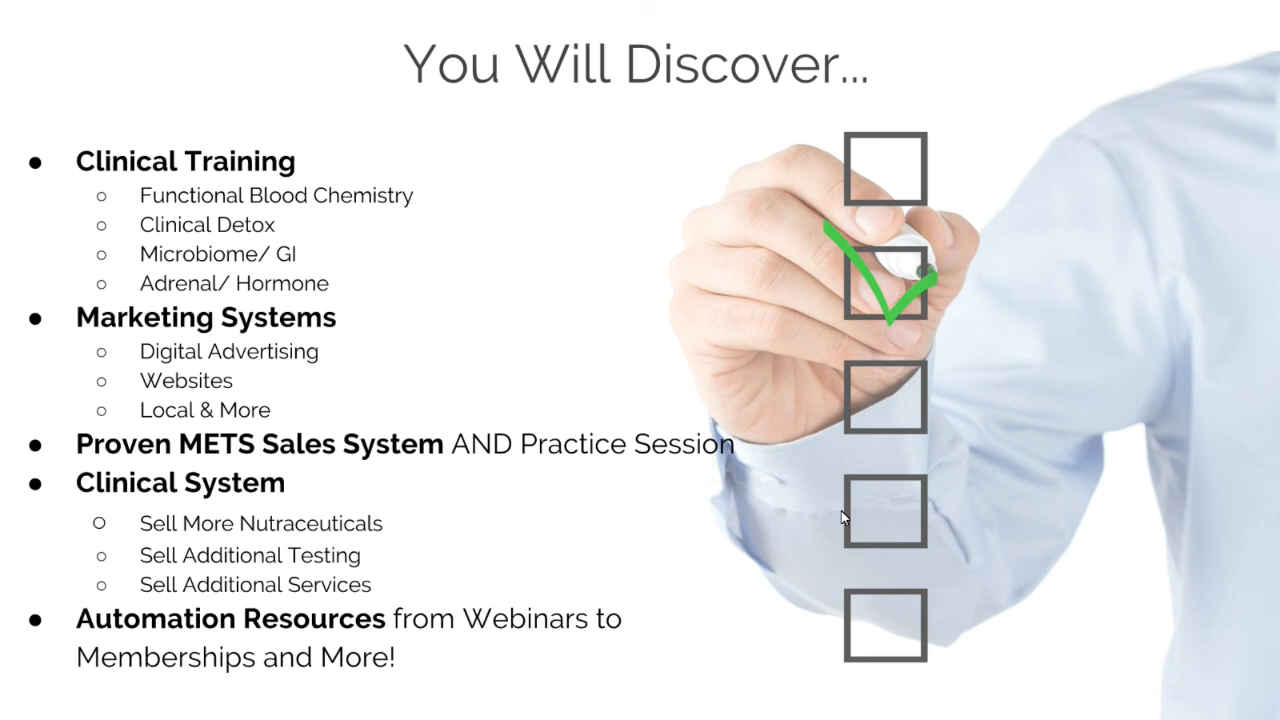 You Will Discover...
● Clinical Training
○ Functional Blood Chemistry
○ Clinical Detox
○ Microbiome/ GI
○ Adrenal/ Hormone
● Marketing Systems
○ Digital Advertising
○ Websites
○ Local & More
● Proven METS Sales System AND Practice Session
● Clinical System
○ Sell More Nutraceuticals
○ Sell Additional Testing
○ Sell Additional Services
● Automation Resources from Webinars to
Memberships and More!